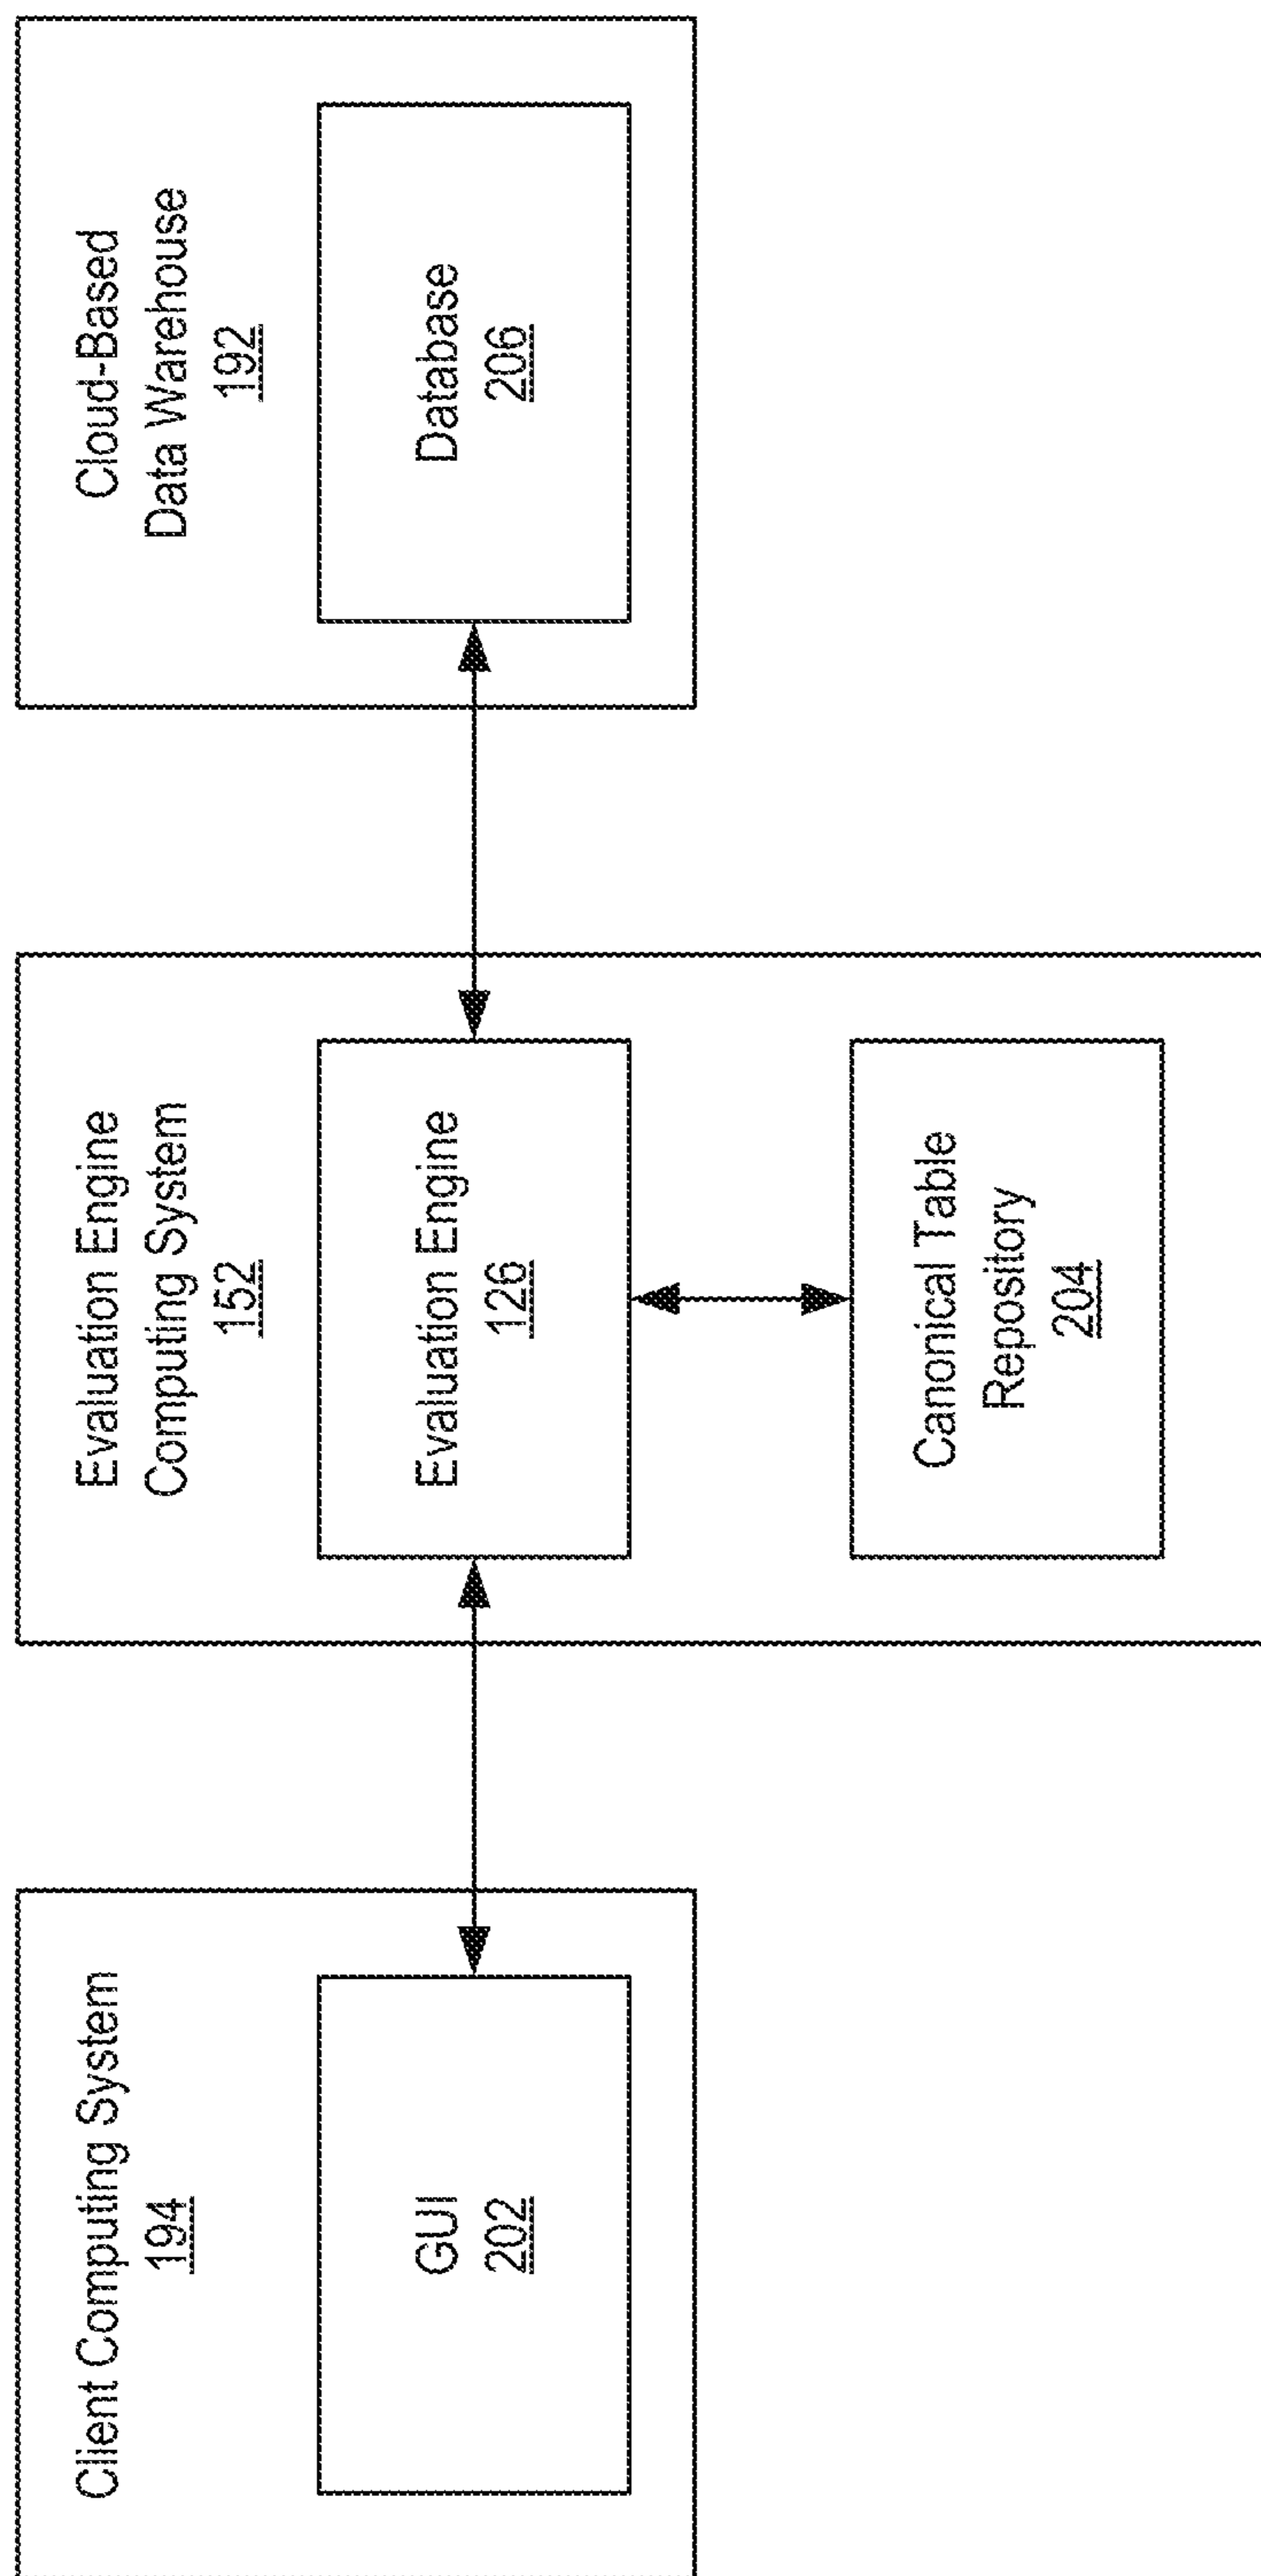 Client Computing System
194
GUI
202
Evaluation Engine
Computing System
152
Evaluation Engine
126
Canonical Table
Repository
204
Cloud-Based
Data Warehouse
192
Database
206